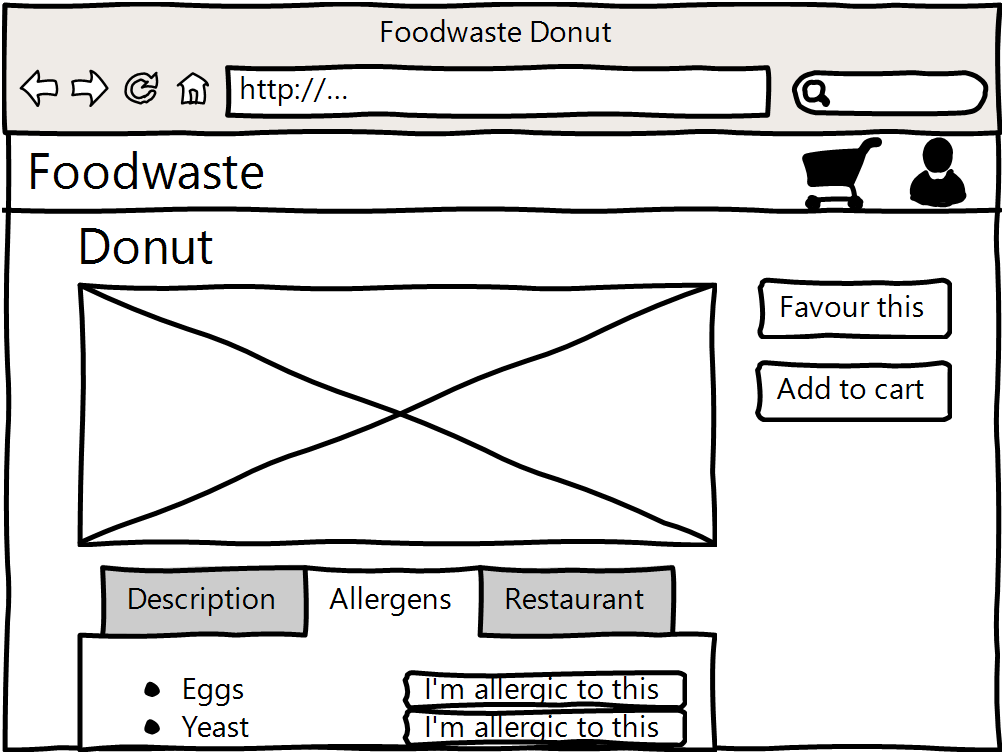 Foodwaste Donut
http://...
Foodwaste
Donut
Favour this
Add to cart
Description Allergens Restaurant
Eggs I'm allergic to this
Yeast I'm allergic to this